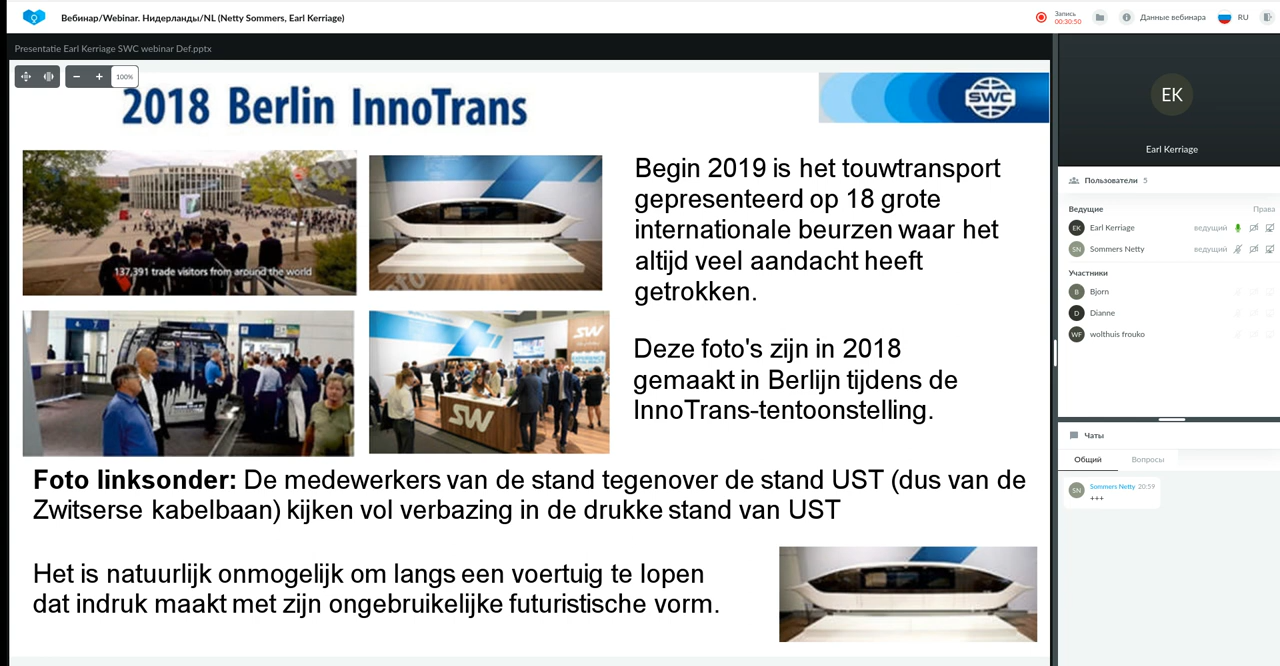 Вебинар/Webinar. Нидерланды/NL (Netty Sommers, Earl Kerriage)
Запись
00:30:50
Данные вебинара
RU
Presentatie Earl Kerriage SWC webinar Def.pptx
100%
2018 Berlin InnoTrans
SWC
137,391 trade visitors from around the world
SW
SW
Begin 2019 is het touwtransport
gepresenteerd op 18 grote
internationale beurzen waar het
altijd veel aandacht heeft
getrokken.
Deze foto's zijn in 2018
gemaakt in Berlijn tijdens de
InnoTrans-tentoonstelling.
Foto linksonder: De medewerkers van de stand tegenover de stand UST (dus van de
Zwitserse kabelbaan) kijken vol verbazing in de drukke stand van UST
Het is natuurlijk onmogelijk om langs een voertuig te lopen
dat indruk maakt met zijn ongebruikelijke futuristische vorm.
EK
Earl Kerriage
Пользователи 5
Ведущие Права
EK Earl Kerriage ведущий
SN Sommers Netty ведущий
Участники
B Bjorn
D Dianne
WF wolthuis frouko
Чаты
Общий Вопросы
SN Sommers Netty 20:59
+++